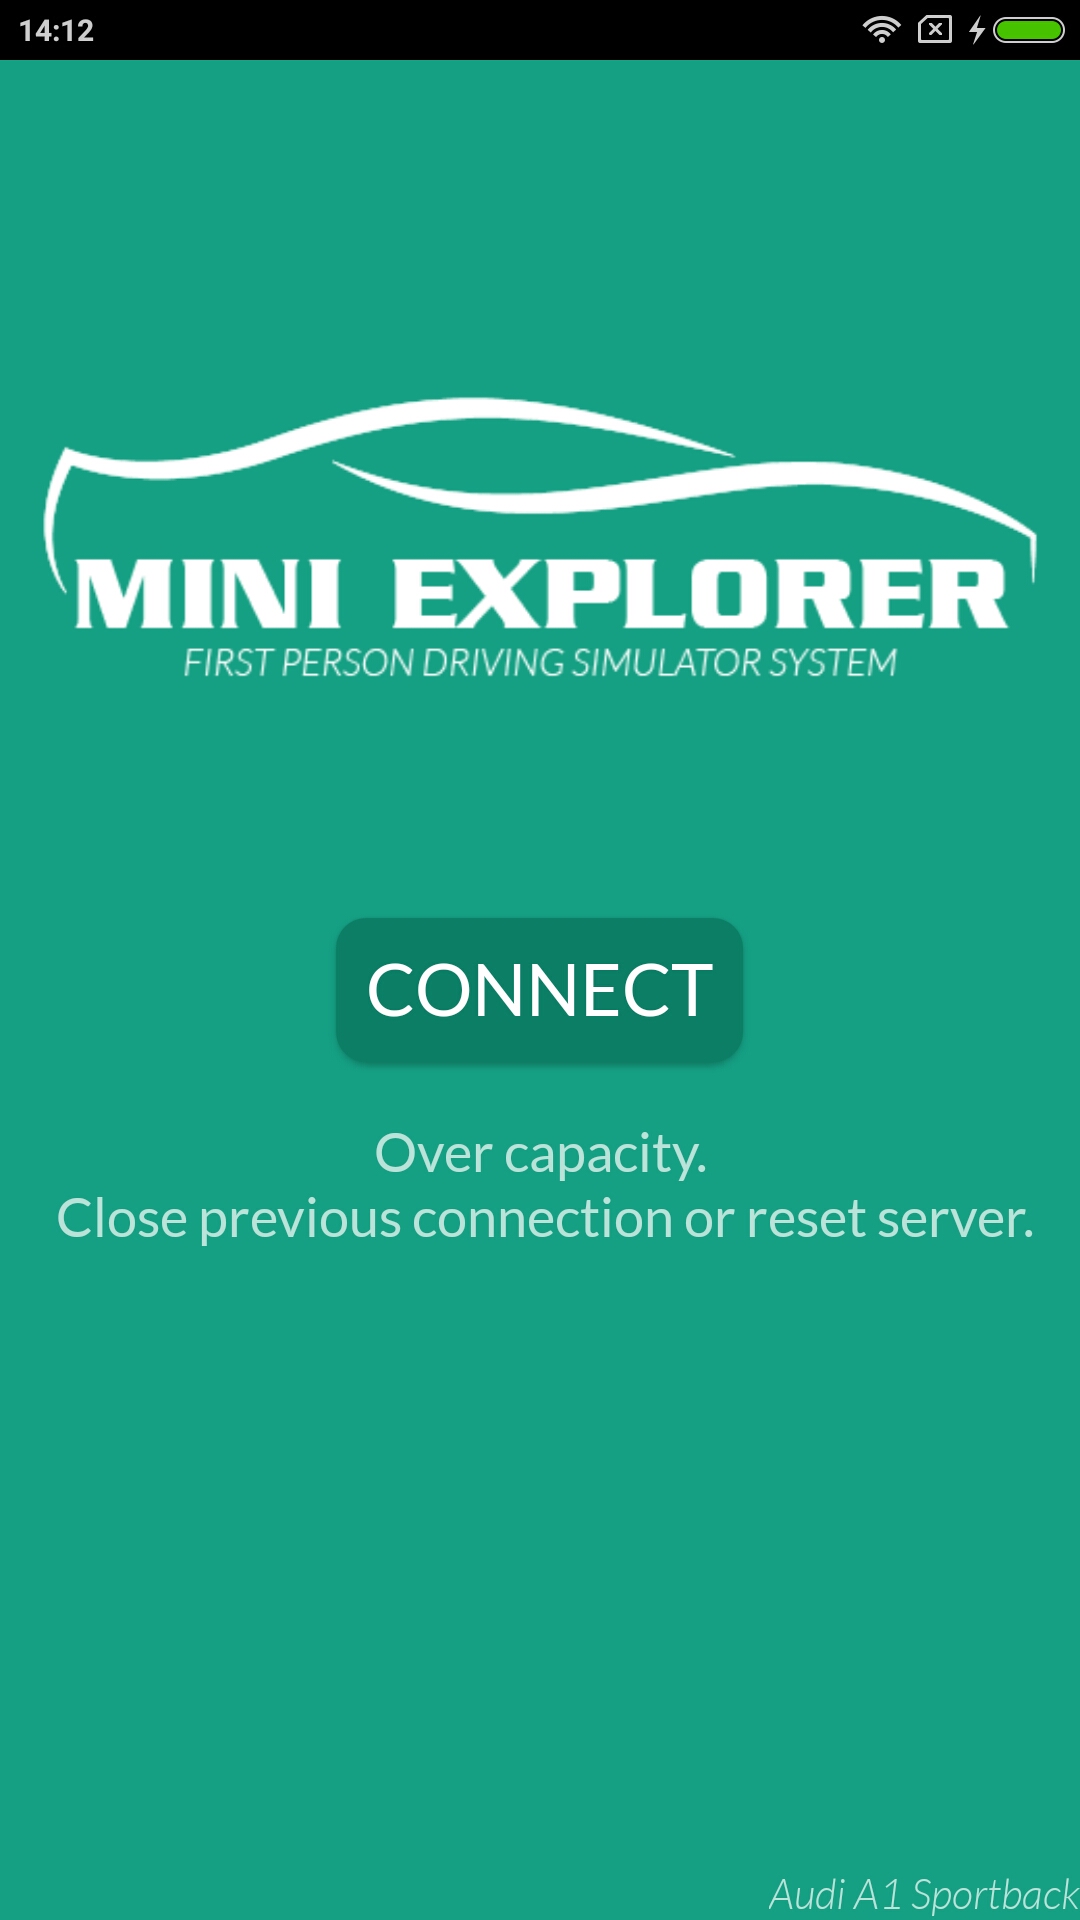 14:12
MINI EXPLORER
FIRST PERSON DRIVING SIMULATOR SYSTEM
CONNECT
Over capacity.
Close previous connection or reset server.
Audi A1 Sportback